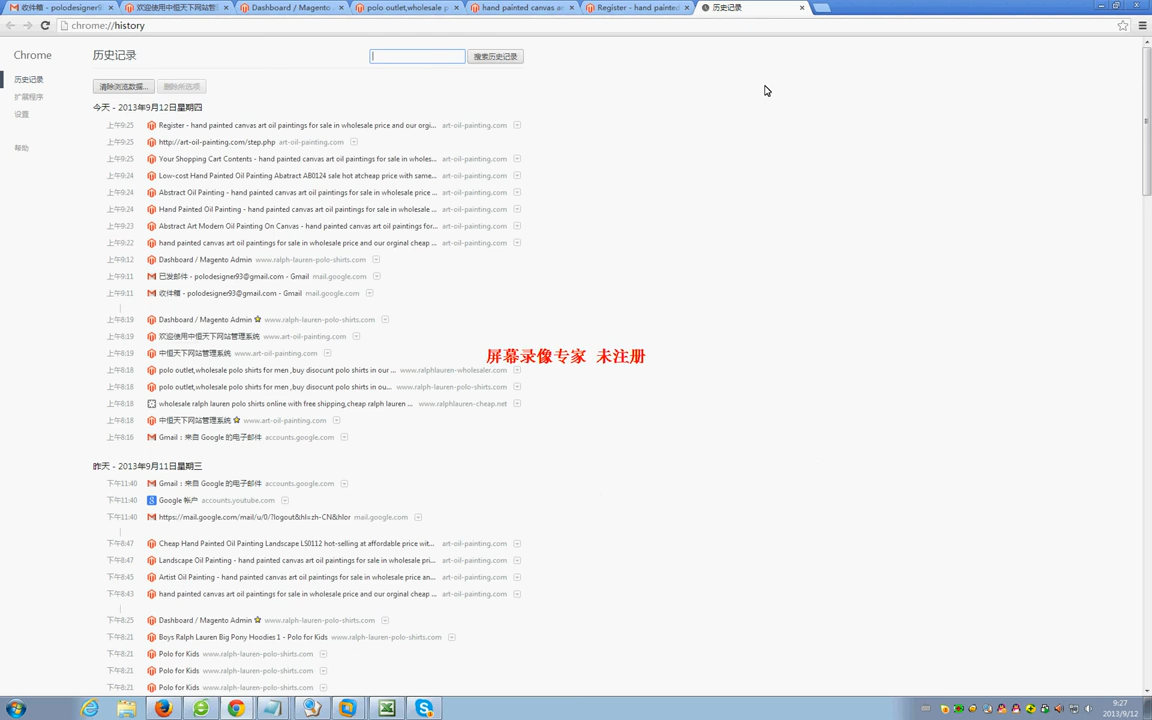 收件箱 - polodesigner9
欢迎使用中恒天下网站管
Dashboard / Magento
polo outlet,wholesale p
hand painted canvas a
Register - hand painted
历史记录
chrome://history
Chrome
历史记录
扩展程序
设置
帮助
历史记录
搜索历史记录
清除浏览数据...
删除所选项
今天 - 2013年9月12日星期四
上午9:25 Register - hand painted canvas art oil paintings for sale in wholesale price and our orgi... art-oil-painting.com
上午9:25 http://art-oil-painting.com/step.php art-oil-painting.com
上午9:25 Your Shopping Cart Contents - hand painted canvas art oil paintings for sale in wholes... art-oil-painting.com
上午9:24 Low-cost Hand Painted Oil Painting Abatract AB0124 sale hot atcheap price with same... art-oil-painting.com
上午9:24 Abstract Oil Painting - hand painted canvas art oil paintings for sale in wholesale price ... art-oil-painting.com
上午9:24 Hand Painted Oil Painting - hand painted canvas art oil paintings for sale in wholesale ... art-oil-painting.com
上午9:23 Abstract Art Modern Oil Painting On Canvas - hand painted canvas art oil paintings for... art-oil-painting.com
上午9:22 hand painted canvas art oil paintings for sale in wholesale price and our orginal cheap ... art-oil-painting.com
上午9:12 Dashboard / Magento Admin www.ralph-lauren-polo-shirts.com
上午9:11 已发邮件 - polodesigner93@gmail.com - Gmail mail.google.com
上午9:11 收件箱 - polodesigner93@gmail.com - Gmail mail.google.com
上午8:19 Dashboard / Magento Admin www.ralph-lauren-polo-shirts.com
上午8:19 欢迎使用中恒天下网站管理系统 www.art-oil-painting.com
上午8:19 中恒天下网站管理系统 www.art-oil-painting.com
屏幕录像专家 未注册
上午8:18 polo outlet,wholesale polo shirts for men ,buy disocunt polo shirts in our ... www.ralphlauren-wholesaler.com
上午8:18 polo outlet,wholesale polo shirts for men ,buy disocunt polo shirts in ou... www.ralph-lauren-polo-shirts.com
上午8:18 wholesale ralph lauren polo shirts online with free shipping,cheap ralph lauren ... www.ralphlauren-cheap.net
上午8:18 中恒天下网站管理系统 www.art-oil-painting.com
上午8:16 Gmail：来自 Google 的电子邮件 accounts.google.com
昨天 - 2013年9月11日星期三
下午11:40 Gmail：来自 Google 的电子邮件 accounts.google.com
下午11:40 Google 帐户 accounts.youtube.com
下午11:40 https://mail.google.com/mail/u/0/?logout&hl=zh-CN&hlor mail.google.com
下午8:47 Cheap Hand Painted Oil Painting Landscape LS0112 hot-selling at affordable price wit... art-oil-painting.com
下午8:47 Landscape Oil Painting - hand painted canvas art oil paintings for sale in wholesale pri... art-oil-painting.com
下午8:45 Artist Oil Painting - hand painted canvas art oil paintings for sale in wholesale price an... art-oil-painting.com
下午8:43 hand painted canvas art oil paintings for sale in wholesale price and our orginal cheap ... art-oil-painting.com
下午8:25 Dashboard / Magento Admin www.ralph-lauren-polo-shirts.com
下午8:21 Boys Ralph Lauren Big Pony Hoodies 1 - Polo for Kids www.ralph-lauren-polo-shirts.com
下午8:21 Polo for Kids www.ralph-lauren-polo-shirts.com
下午8:21 Polo for Kids www.ralph-lauren-polo-shirts.com
下午8:21 Polo for Kids www.ralph-lauren-polo-shirts.com
9:27
2013/9/12